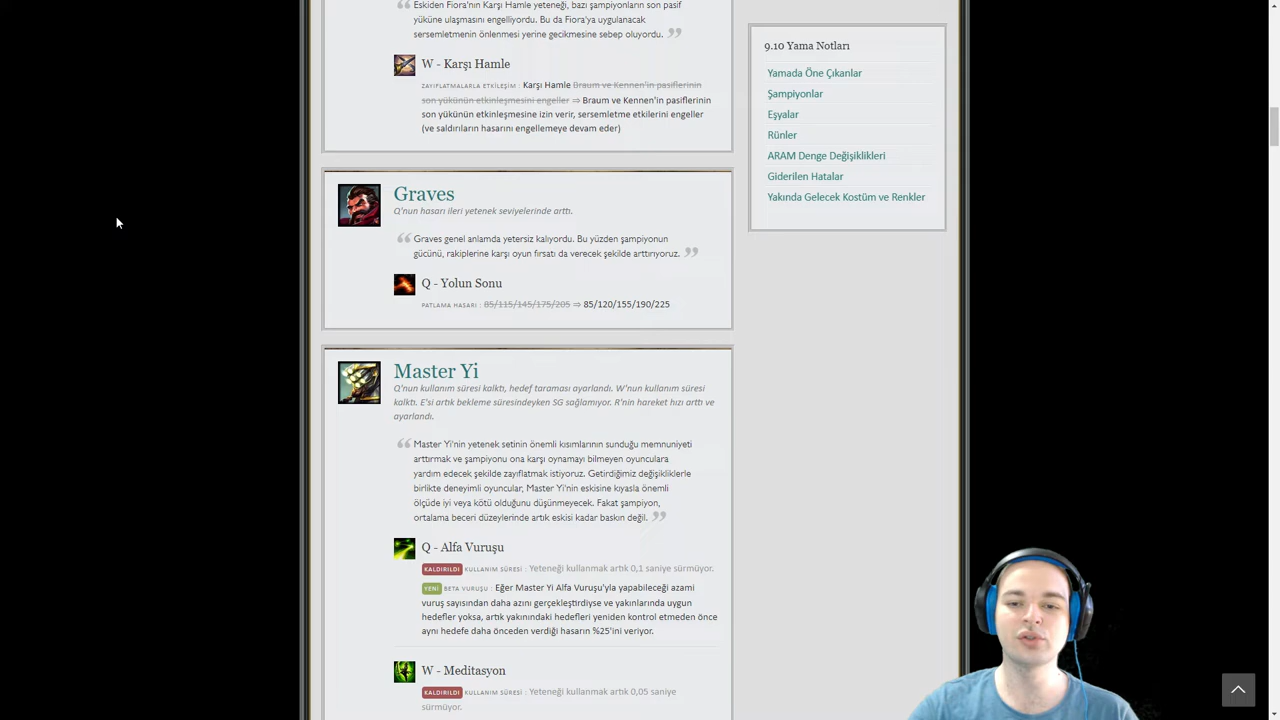 Eskiden Fiora'nın Karşı Hamle yeteneği, bazı şampiyonların son pasif
yüküne ulaşmasını engelliyordu. Bu da Fiora'ya uygulanacak
sersemletmenin önlenmesi yerine gecikmesine sebep oluyordu.
W - Karşı Hamle
ZAYIFLATMALARLA ETKİLEŞİM : Karşı Hamle Braum ve Kennen'in pasiflerinin
son yükünün etkinleşmesini engeller ⇒ Braum ve Kennen'in pasiflerinin
son yükünün etkinleşmesine izin verir, sersemletme etkilerini engeller
(ve saldırıların hasarını engellemeye devam eder)
Graves
Q'nun hasarı ileri yetenek seviyelerinde arttı.
Graves genel anlamda yetersiz kalıyordu. Bu yüzden şampiyonun
gücünü, rakiplerine karşı oyun fırsatı da verecek şekilde arttırıyoruz.
Q - Yolun Sonu
PATLAMA HASARI : 85/115/145/175/205 ⇒ 85/120/155/190/225
Master Yi
Q'nun kullanım süresi kalktı, hedef taraması ayarlandı. W'nun kullanım süresi
kalktı. E'si artık bekleme süresindeyken SG sağlamıyor. R'nin hareket hızı arttı ve
ayarlandı.
Master Yi'nin yetenek setinin önemli kısımlarının sunduğu memnuniyeti
arttırmak ve şampiyonu ona karşı oynamayı bilmeyen oyunculara
yardım edecek şekilde zayıflatmak istiyoruz. Getirdiğimiz değişikliklerle
birlikte deneyimli oyuncular, Master Yi'nin eskisine kıyasla önemli
ölçüde iyi veya kötü olduğunu düşünmeyecek. Fakat şampiyon,
ortalama beceri düzeylerinde artık eskisi kadar baskın değil.
Q - Alfa Vuruşu
KALDIRILDI KULLANIM SÜRESİ : Yeteneği kullanmak artık 0,1 saniye sürmüyor.
YENİ BETA VURUŞU : Eğer Master Yi Alfa Vuruşu'yla yapabileceği azami
vuruş sayısından daha azını gerçekleştirdiyse ve yakınlarında uygun
hedefler yoksa, artık yakınındaki hedefleri yeniden kontrol etmeden önce
aynı hedefe daha önceden verdiği hasarın %25'ini veriyor.
W - Meditasyon
KALDIRILDI KULLANIM SÜRESİ : Yeteneği kullanmak artık 0,05 saniye
sürmüyor.
9.10 Yama Notları
Yamada Öne Çıkanlar
Şampiyonlar
Eşyalar
Rünler
ARAM Denge Değişiklikleri
Giderilen Hatalar
Yakında Gelecek Kostüm ve Renkler